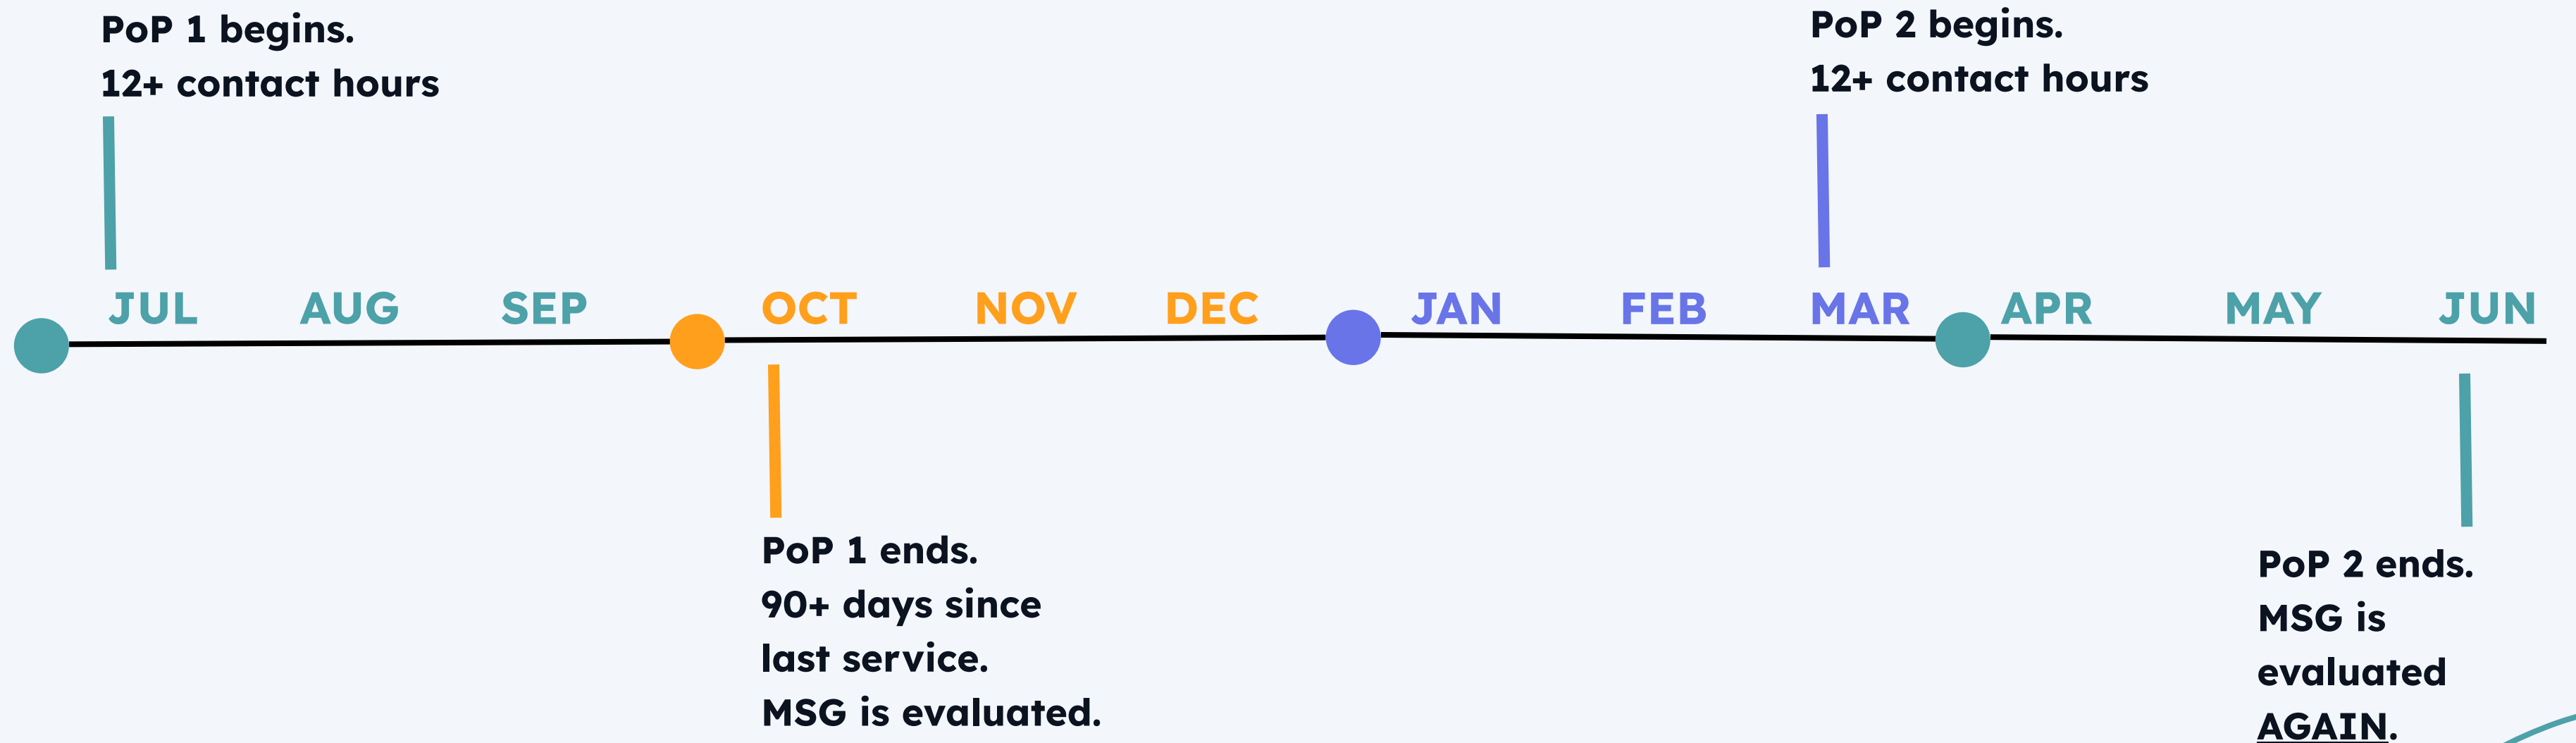 PoP 1 begins.
12+ contact hours
PoP 2 begins.
12+ contact hours
JUL AUG SEP OCT NOV DEC JAN FEB MAR APR MAY JUN
PoP 1 ends.
90+ days since
last service.
MSG is evaluated.
PoP 2 ends.
MSG is
evaluated
AGAIN.